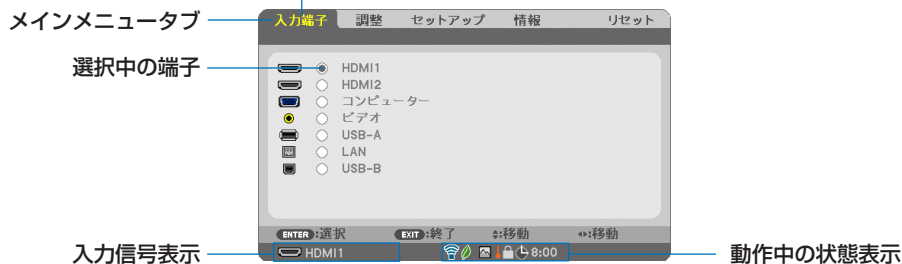 メインメニュータブ
入力端子 調整 セットアップ 情報 リセット
選択中の端子
HDMI1
HDMI2
コンピューター
ビデオ
USB-A
LAN
USB-B
ENTER:選択 EXIT:終了 :移動 :移動
入力信号表示
HDMI1 8:00
動作中の状態表示